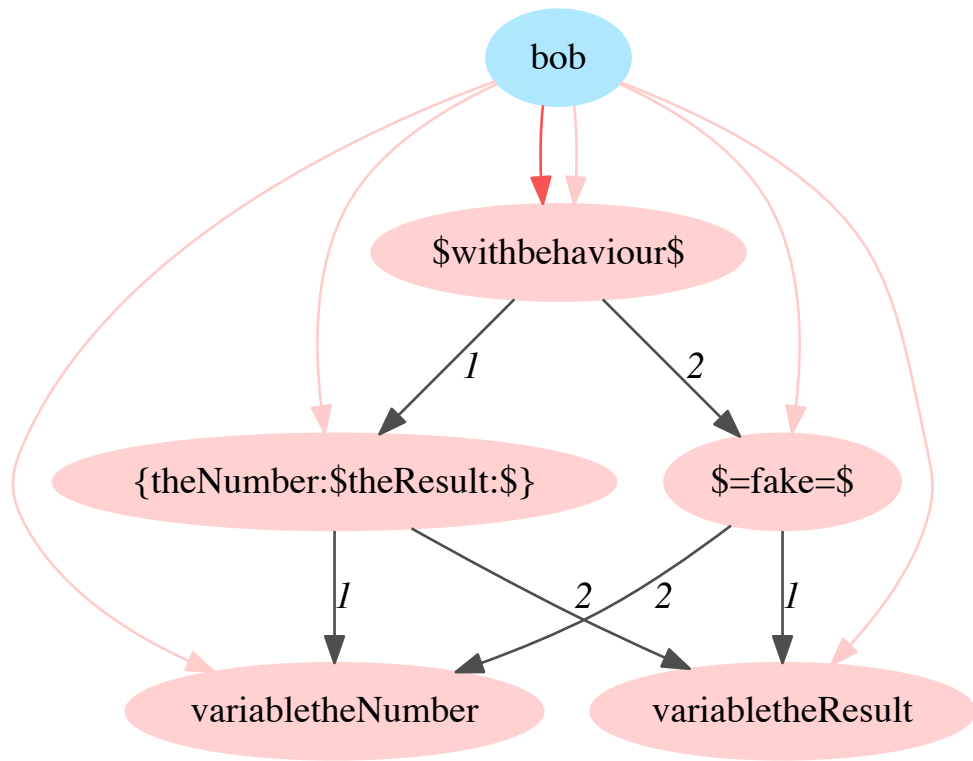 bob
$withbehaviour$
1
2
{theNumber:$theResult:$}
$=fake=$
1
2
2
1
variabletheNumber
variabletheResult